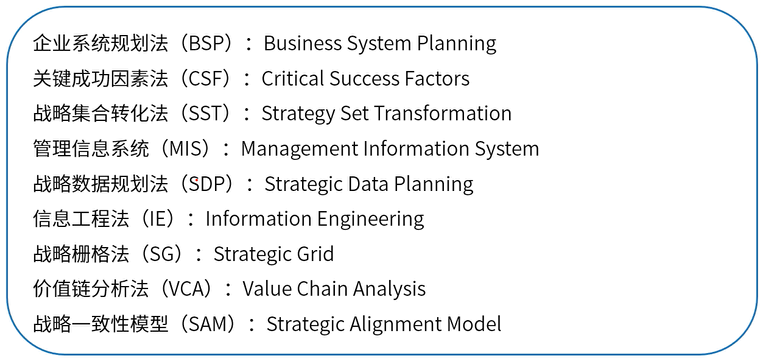 企业系统规划法（BSP）：Business System Planning
关键成功因素法（CSF）：Critical Success Factors
战略集合转化法（SST）：Strategy Set Transformation
管理信息系统（MIS）：Management Information System
战略数据规划法（SDP）：Strategic Data Planning
信息工程法（IE）：Information Engineering
战略栅格法（SG）：Strategic Grid
价值链分析法（VCA）：Value Chain Analysis
战略一致性模型（SAM）：Strategic Alignment Model